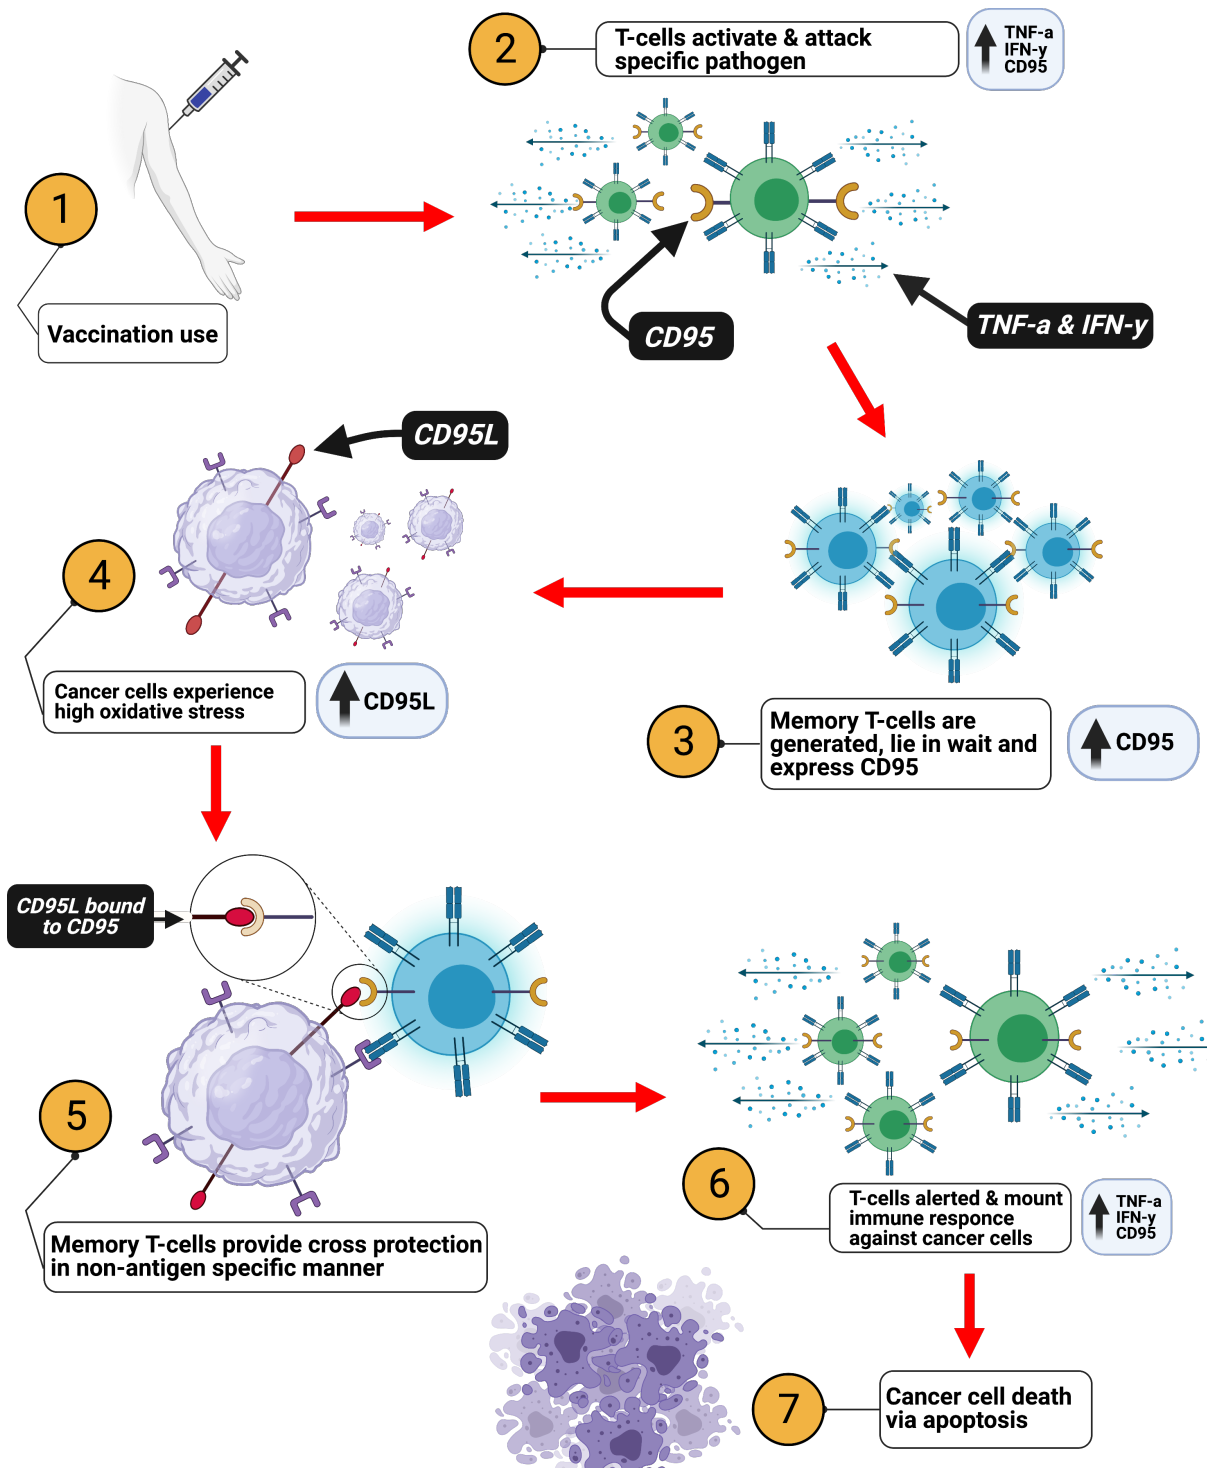 1
Vaccination use
2
T-cells activate & attack
specific pathogen
TNF-a
IFN-y
CD95
CD95
TNF-a & IFN-y
3
Memory T-cells are
generated, lie in wait and
express CD95
CD95
CD95L
4
Cancer cells experience
high oxidative stress
CD95L
CD95L bound
to CD95
5
Memory T-cells provide cross protection
in non-antigen specific manner
6
T-cells alerted & mount
immune responce
against cancer cells
TNF-a
IFN-y
CD95
7
Cancer cell death
via apoptosis